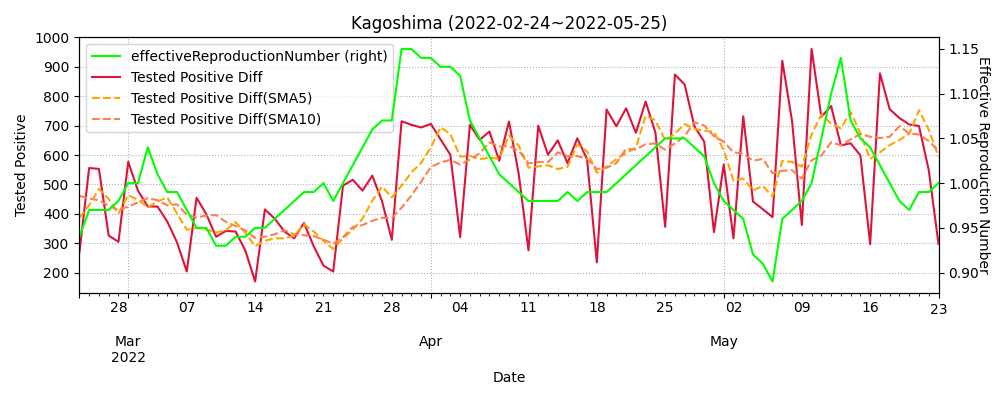 Kagoshima (2022-02-24~2022-05-25)
effectiveReproductionNumber (right)
Tested Positive Diff
Tested Positive Diff(SMA5)
Tested Positive Diff(SMA10)
Tested Positive
1000
900
800
700
600
500
400
300
200
Effective Reproduction Number
1.15
1.10
1.05
1.00
0.95
0.90
28 07 14 21 28 04 11 18 25 02 09 16 23
Mar Apr May
2022
Date